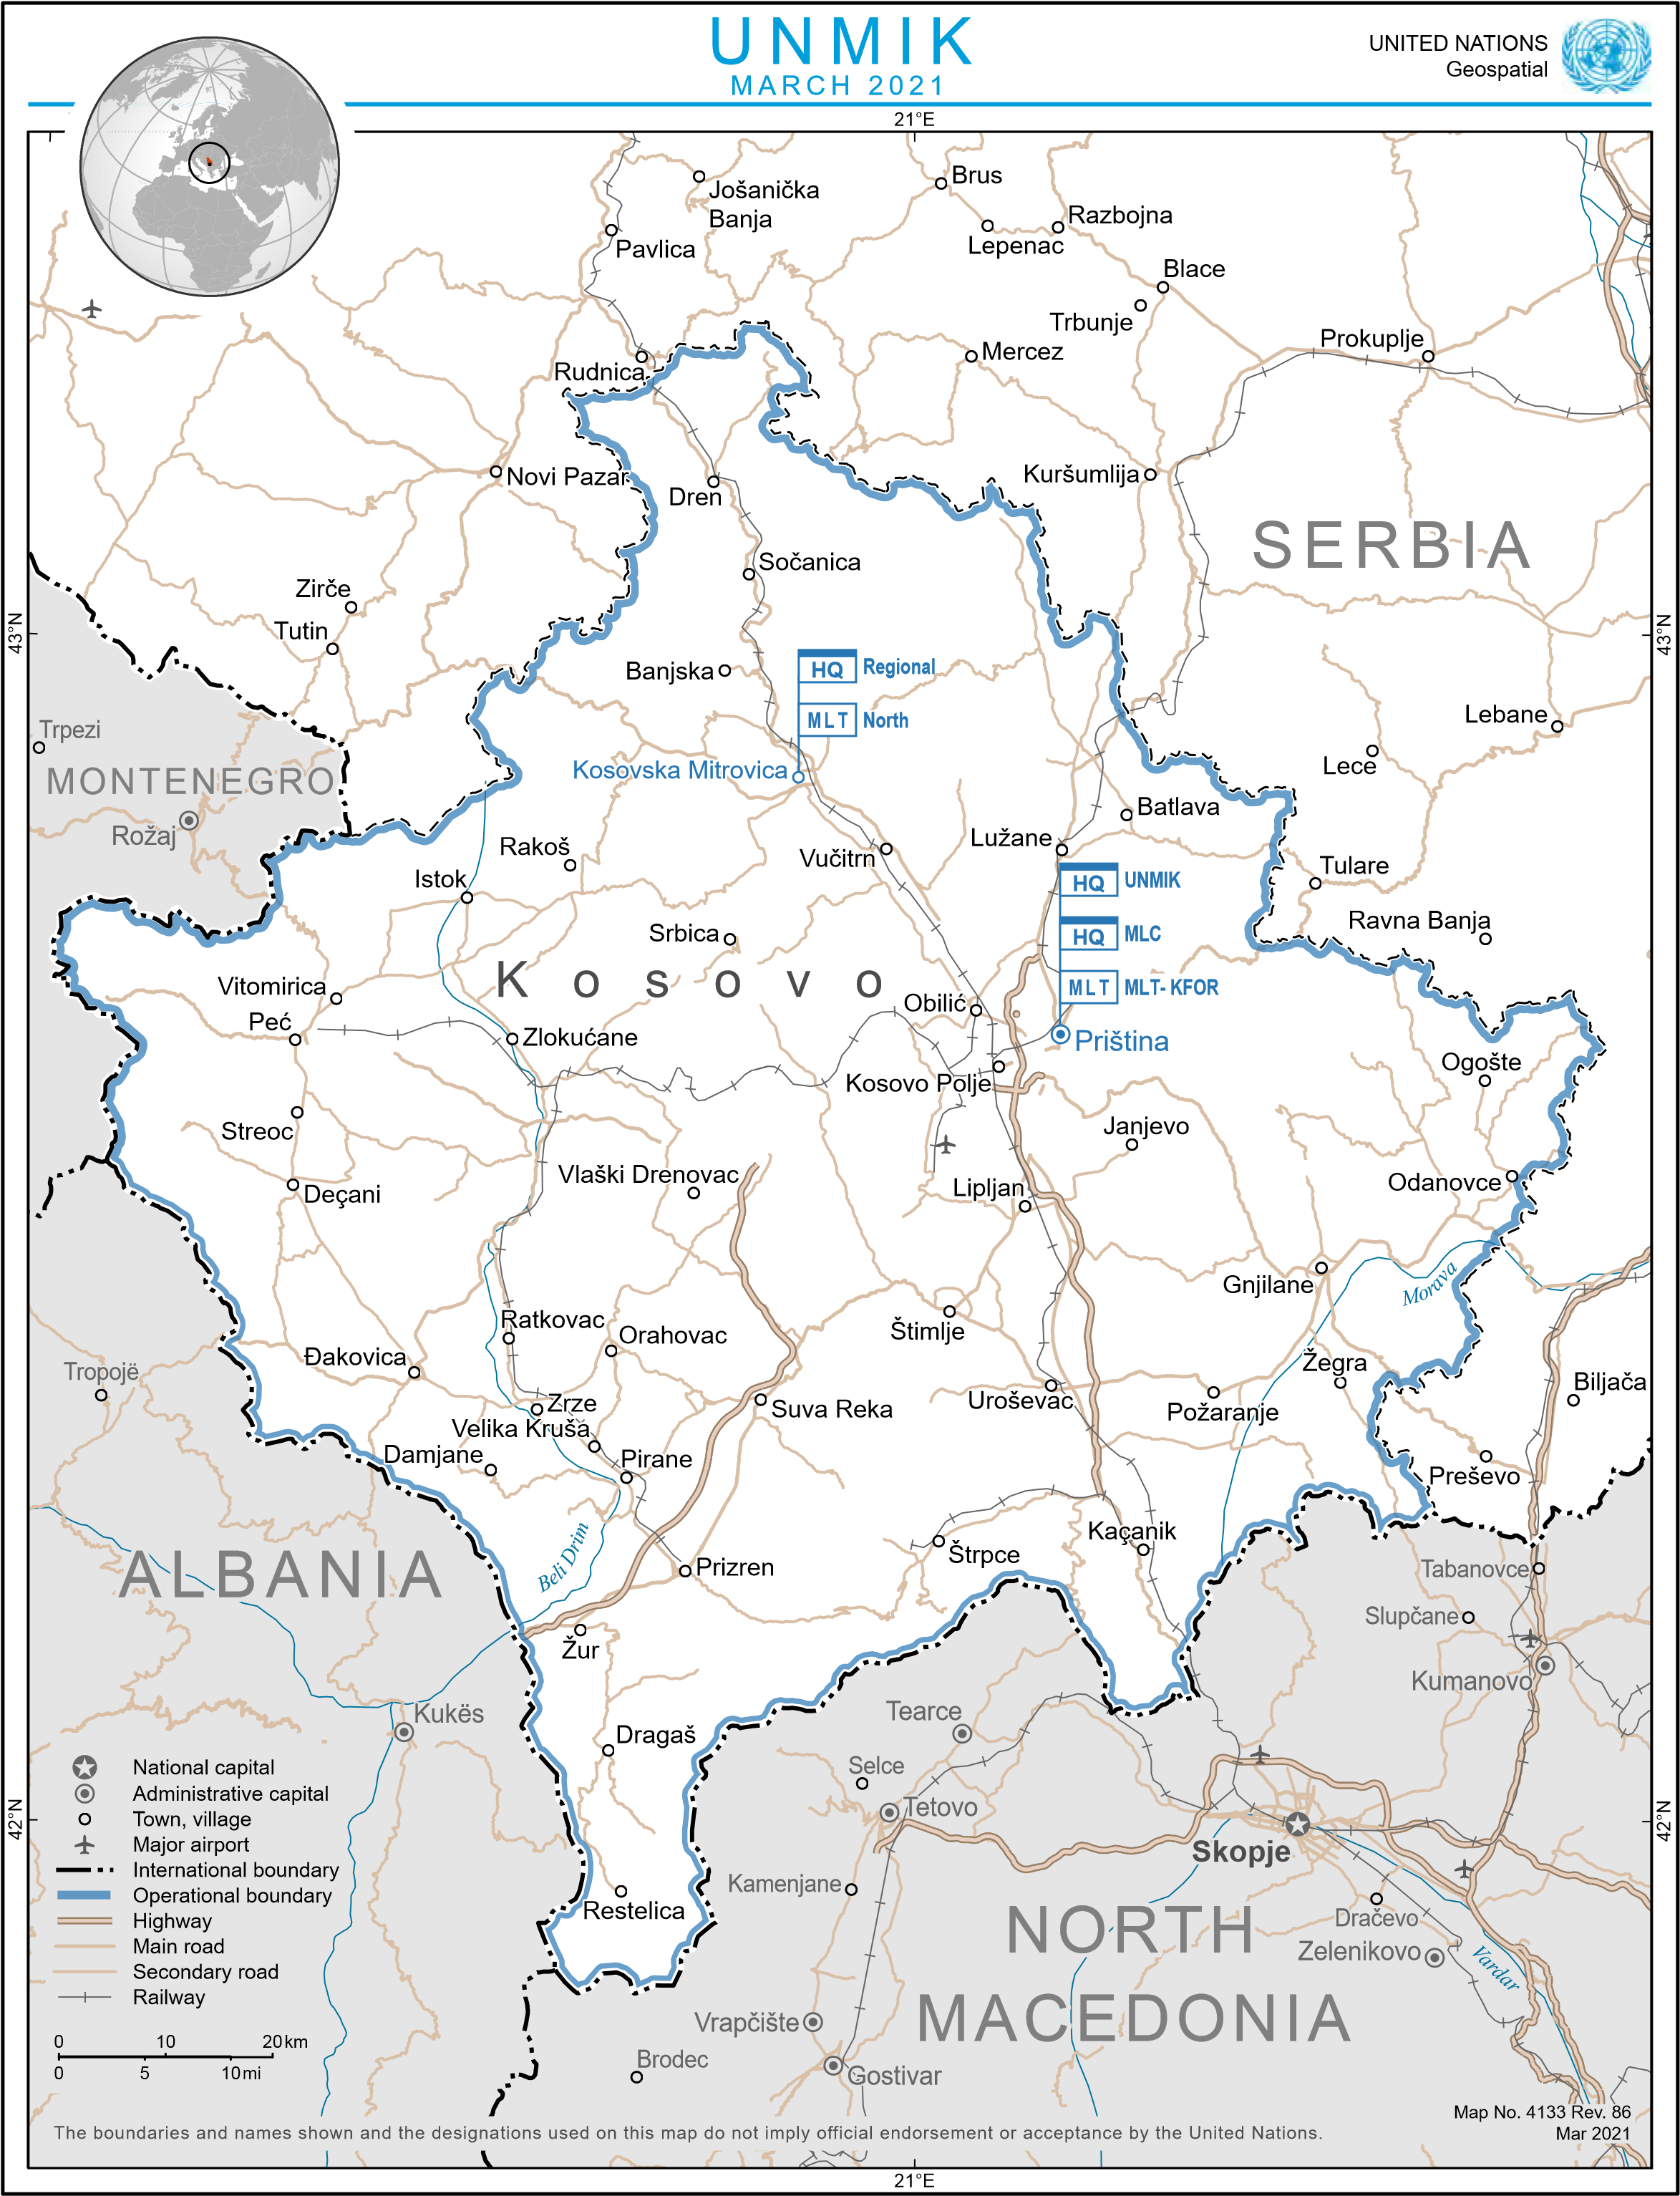 UNMIK
MARCH 2021
UNITED NATIONS
Geospatial
21°E
Jošanička
Banja
Brus
Razbojna
Pavlica
Lepenac
Blace
Trbunje
Rudnica
Mercez
Prokuplje
Novi Pazar
Dren
Kuršumlija
SERBIA
Sočanica
Zirče
Tutin
43°N
43°N
Banjska
HQ Regional
MLT North
Trpezi
MONTENEGRO
Rožaj
Kosovska Mitrovica
Lebane
Lece
Batlava
Lužane
Rakoš
Vučitrn
Istok
Tulare
HQ UNMIK
HQ MLC
MLT MLT- KFOR
Srbica
Ravna Banja
Kosovo
Vitomirica
Obilić
Peć
Zlokućane
Priština
Kosovo Polje
Ogošte
Streoc
Janjevo
Vlaški Drenovac
Deçani
Lipljan
Odanovce
Gnjilane
Morava
Ratkovac
Orahovac
Štimlje
Đakovica
Žegra
Tropojë
Biljača
Zrze
Suva Reka
Uroševac
Požaranje
Velika Kruša
Damjane
Pirane
Preševo
Kaçanik
Štrpce
Beli Drim
Prizren
ALBANIA
Tabanovce
Slupčane
Žur
Kumanovo
Kukës
Tearce
Dragaš
Selce
Tetovo
Skopje
42°N
42°N
Kamenjane
Restelica
Dračevo
Zelenikovo
NORTH
MACEDONIA
Vardar
Vrapčište
Brodec
Gostivar
National capital
Administrative capital
Town, village
Major airport
International boundary
Operational boundary
Highway
Main road
Secondary road
Railway
0 10 20 km
0 5 10 mi
Map No. 4133 Rev. 86
Mar 2021
The boundaries and names shown and the designations used on this map do not imply official endorsement or acceptance by the United Nations.
21°E